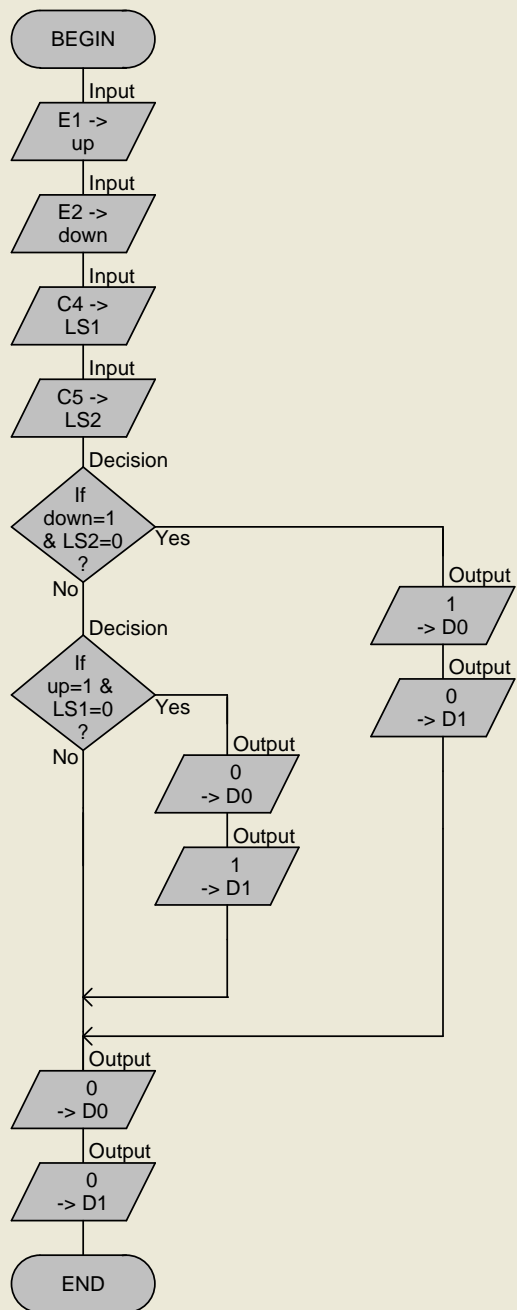 BEGIN
Input
E1 ->
up
Input
E2 ->
down
Input
C4 ->
LS1
Input
C5 ->
LS2
Decision
If
down=1
& LS2=0
?
Yes
No
Output
1
-> D0
Output
0
-> D1
Decision
If
up=1 &
LS1=0
?
Yes
No
Output
0
-> D0
Output
1
-> D1
Output
0
-> D0
Output
0
-> D1
END